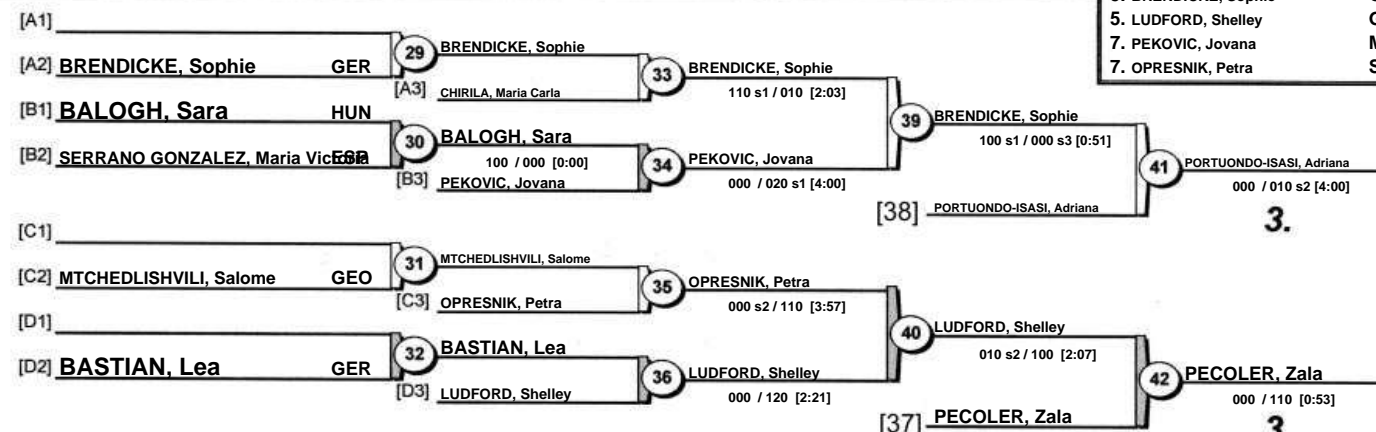 5. LUDFORD, Shelley
7. PEKOVIC, Jovana M
7. OPRESNIK, Petra S
[A1]
[A2] BRENDICKE, Sophie GER
29
BRENDICKE, Sophie
[A3] CHIRILA, Maria Carla
33
BRENDICKE, Sophie
110 s1 / 010 [2:03]
[B1] BALOGH, Sara HUN
[B2] SERRANO GONZALEZ, Maria Victoria ESP
30
BALOGH, Sara
100 / 000 [0:00]
[B3] PEKOVIC, Jovana
34
PEKOVIC, Jovana
000 / 020 s1 [4:00]
39
BRENDICKE, Sophie
100 s1 / 000 s3 [0:51]
[38] PORTUONDO-ISASI, Adriana
41
PORTUONDO-ISASI, Adriana
000 / 010 s2 [4:00]
3.
[C1]
[C2] MTCHEDLISHVILI, Salome GEO
31
MTCHEDLISHVILI, Salome
[C3] OPRESNIK, Petra
35
OPRESNIK, Petra
000 s2 / 110 [3:57]
[D1]
[D2] BASTIAN, Lea GER
32
BASTIAN, Lea
[D3] LUDFORD, Shelley
36
LUDFORD, Shelley
000 / 120 [2:21]
40
LUDFORD, Shelley
010 s2 / 100 [2:07]
[37] PECOLER, Zala
42
PECOLER, Zala
000 / 110 [0:53]
3.